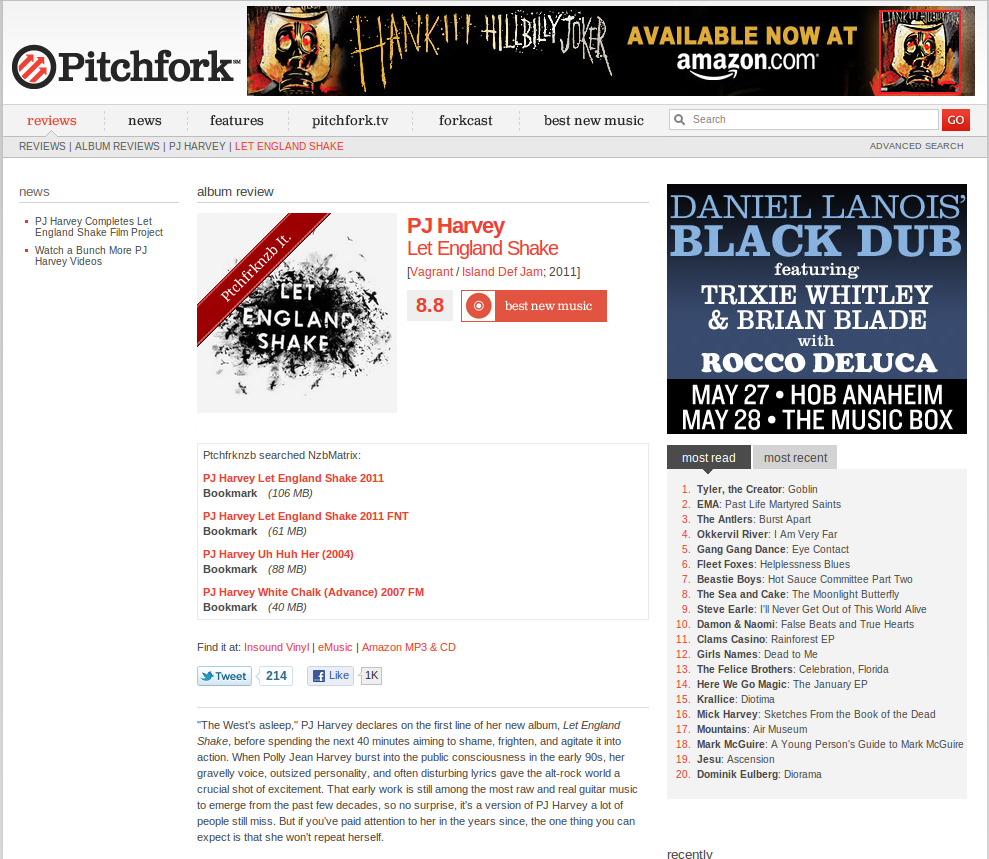 HANK III HILLBILLY JOKER
AVAILABLE NOW AT
amazon.com
Pitchfork SM
reviews
news
features
pitchfork.tv
forkcast
best new music
Search
GO
REVIEWS | ALBUM REVIEWS | PJ HARVEY | LET ENGLAND SHAKE
ADVANCED SEARCH
news
PJ Harvey Completes Let
England Shake Film Project
Watch a Bunch More PJ
Harvey Videos
album review
Ptchfrknzb It.
LET
ENGLAND
SHAKE
PJ Harvey
Let England Shake
[Vagrant / Island Def Jam; 2011]
8.8
best new music
Ptchfrknzb searched NzbMatrix:
PJ Harvey Let England Shake 2011
Bookmark (106 MB)
PJ Harvey Let England Shake 2011 FNT
Bookmark (61 MB)
PJ Harvey Uh Huh Her (2004)
Bookmark (88 MB)
PJ Harvey White Chalk (Advance) 2007 FM
Bookmark (40 MB)
Find it at: Insound Vinyl | eMusic | Amazon MP3 & CD
Tweet 214 Like 1K
"The West's asleep," PJ Harvey declares on the first line of her new album, Let England
Shake, before spending the next 40 minutes aiming to shame, frighten, and agitate it into
action. When Polly Jean Harvey burst into the public consciousness in the early 90s, her
gravelly voice, outsized personality, and often disturbing lyrics gave the alt-rock world a
crucial shot of excitement. That early work is still among the most raw and real guitar music
to emerge from the past few decades, so no surprise, it's a version of PJ Harvey a lot of
people still miss. But if you've paid attention to her in the years since, the one thing you can
expect is that she won't repeat herself.
DANIEL LANOIS'
BLACK DUB
featuring
TRIXIE WHITLEY
& BRIAN BLADE
with
ROCCO DELUCA
MAY 27 • HOB ANAHEIM
MAY 28 • THE MUSIC BOX
most read
most recent
1. Tyler, the Creator: Goblin
2. EMA: Past Life Martyred Saints
3. The Antlers: Burst Apart
4. Okkervil River: I Am Very Far
5. Gang Gang Dance: Eye Contact
6. Fleet Foxes: Helplessness Blues
7. Beastie Boys: Hot Sauce Committee Part Two
8. The Sea and Cake: The Moonlight Butterfly
9. Steve Earle: I'll Never Get Out of This World Alive
10. Damon & Naomi: False Beats and True Hearts
11. Clams Casino: Rainforest EP
12. Girls Names: Dead to Me
13. The Felice Brothers: Celebration, Florida
14. Here We Go Magic: The January EP
15. Krallice: Diotima
16. Mick Harvey: Sketches From the Book of the Dead
17. Mountains: Air Museum
18. Mark McGuire: A Young Person's Guide to Mark McGuire
19. Jesu: Ascension
20. Dominik Eulberg: Diorama
recently